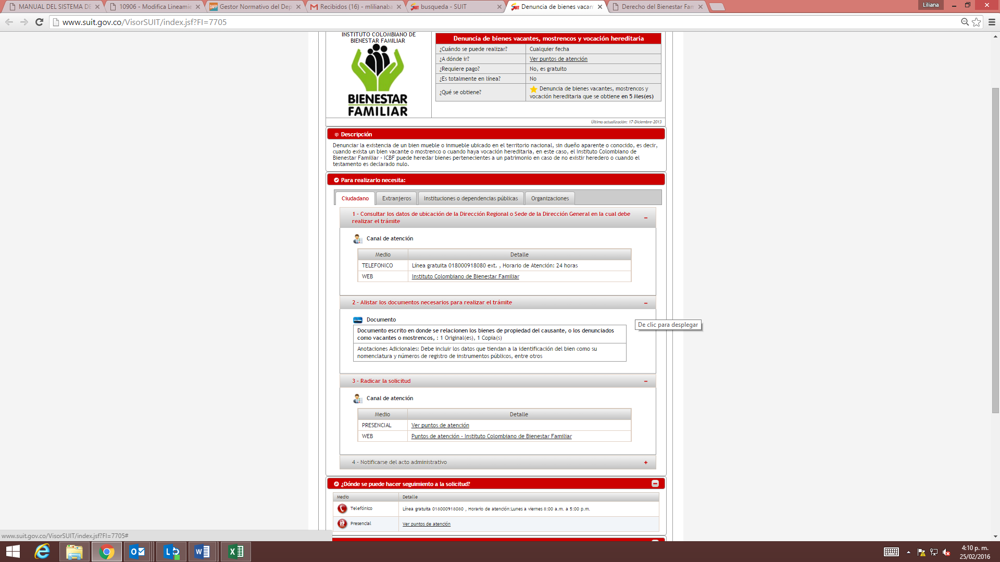 MANUAL DEL SISTEMA DE
10906 - Modifica Lineamie
Gestor Normativo del Dep
Recibidos (16) - mlilianaba
busqueda - SUIT
Denuncia de bienes vacan
Derecho del Bienestar Fam
Liliana
www.suit.gov.co/VisorSUIT/index.jsf?FI=7705
INSTITUTO COLOMBIANO DE
BIENESTAR FAMILIAR
BIENESTAR
FAMILIAR
Denuncia de bienes vacantes, mostrencos y vocación hereditaria
¿Cuándo se puede realizar? Cualquier fecha
¿A dónde ir? Ver puntos de atención
¿Requiere pago? No, es gratuito
¿Es totalmente en línea? No
¿Qué se obtiene? Denuncia de bienes vacantes, mostrencos y
vocación hereditaria que se obtiene en 5 Mes(es)
Última actualización: 17-Diciembre-2013
Descripción
Denunciar la existencia de un bien mueble o inmueble ubicado en el territorio nacional, sin dueño aparente o conocido, es decir,
cuando exista un bien vacante o mostrenco o cuando haya vocación hereditaria, en este caso, el Instituto Colombiano de
Bienestar Familiar - ICBF puede heredar bienes pertenecientes a un patrimonio en caso de no existir heredero o cuando el
testamento es declarado nulo.
Para realizarlo necesita:
Ciudadano Extranjeros Instituciones o dependencias públicas Organizaciones
1 - Consultar los datos de ubicación de la Dirección Regional o Sede de la Dirección General en la cual debe
realizar el trámite
Canal de atención
Medio Detalle
TELEFONICO Línea gratuita 018000918080 ext. , Horario de Atención: 24 horas
WEB Instituto Colombiano de Bienestar Familiar
2 - Alistar los documentos necesarios para realizar el trámite
Documento
De clic para desplegar
Documento escrito en donde se relacionen los bienes de propiedad del causante, o los denunciados
como vacantes o mostrencos, : 1 Original(es), 1 Copia(s)
Anotaciones Adicionales: Debe incluir los datos que tiendan a la identificación del bien como su
nomenclatura y números de registro de instrumentos públicos, entre otros
3 - Radicar la solicitud
Canal de atención
Medio Detalle
PRESENCIAL Ver puntos de atención
WEB Puntos de atención - Instituto Colombiano de Bienestar Familiar
4 - Notificarse del acto administrativo
¿Dónde se puede hacer seguimiento a la solicitud?
Medio Detalle
Telefónico Línea gratuita 018000918080 , Horario de atención:Lunes a viernes 8:00 a.m. a 5:00 p.m.
Presencial Ver puntos de atención
www.suit.gov.co/VisorSUIT/index.jsf?FI=7705#
4:10 p. m.
25/02/2016